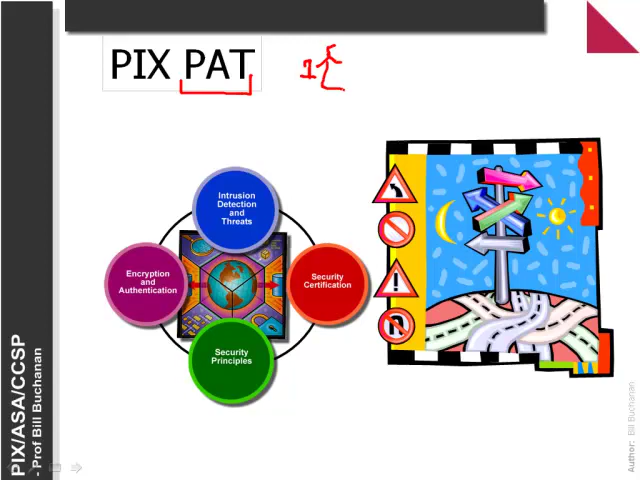 PIX PAT
Intrusion
Detection
and
Threats
Encryption
and
Authentication
Security
Certification
Security
Principles
PIX/ASA/CCSP
- Prof Bill Buchanan
Author: Bill Buchanan